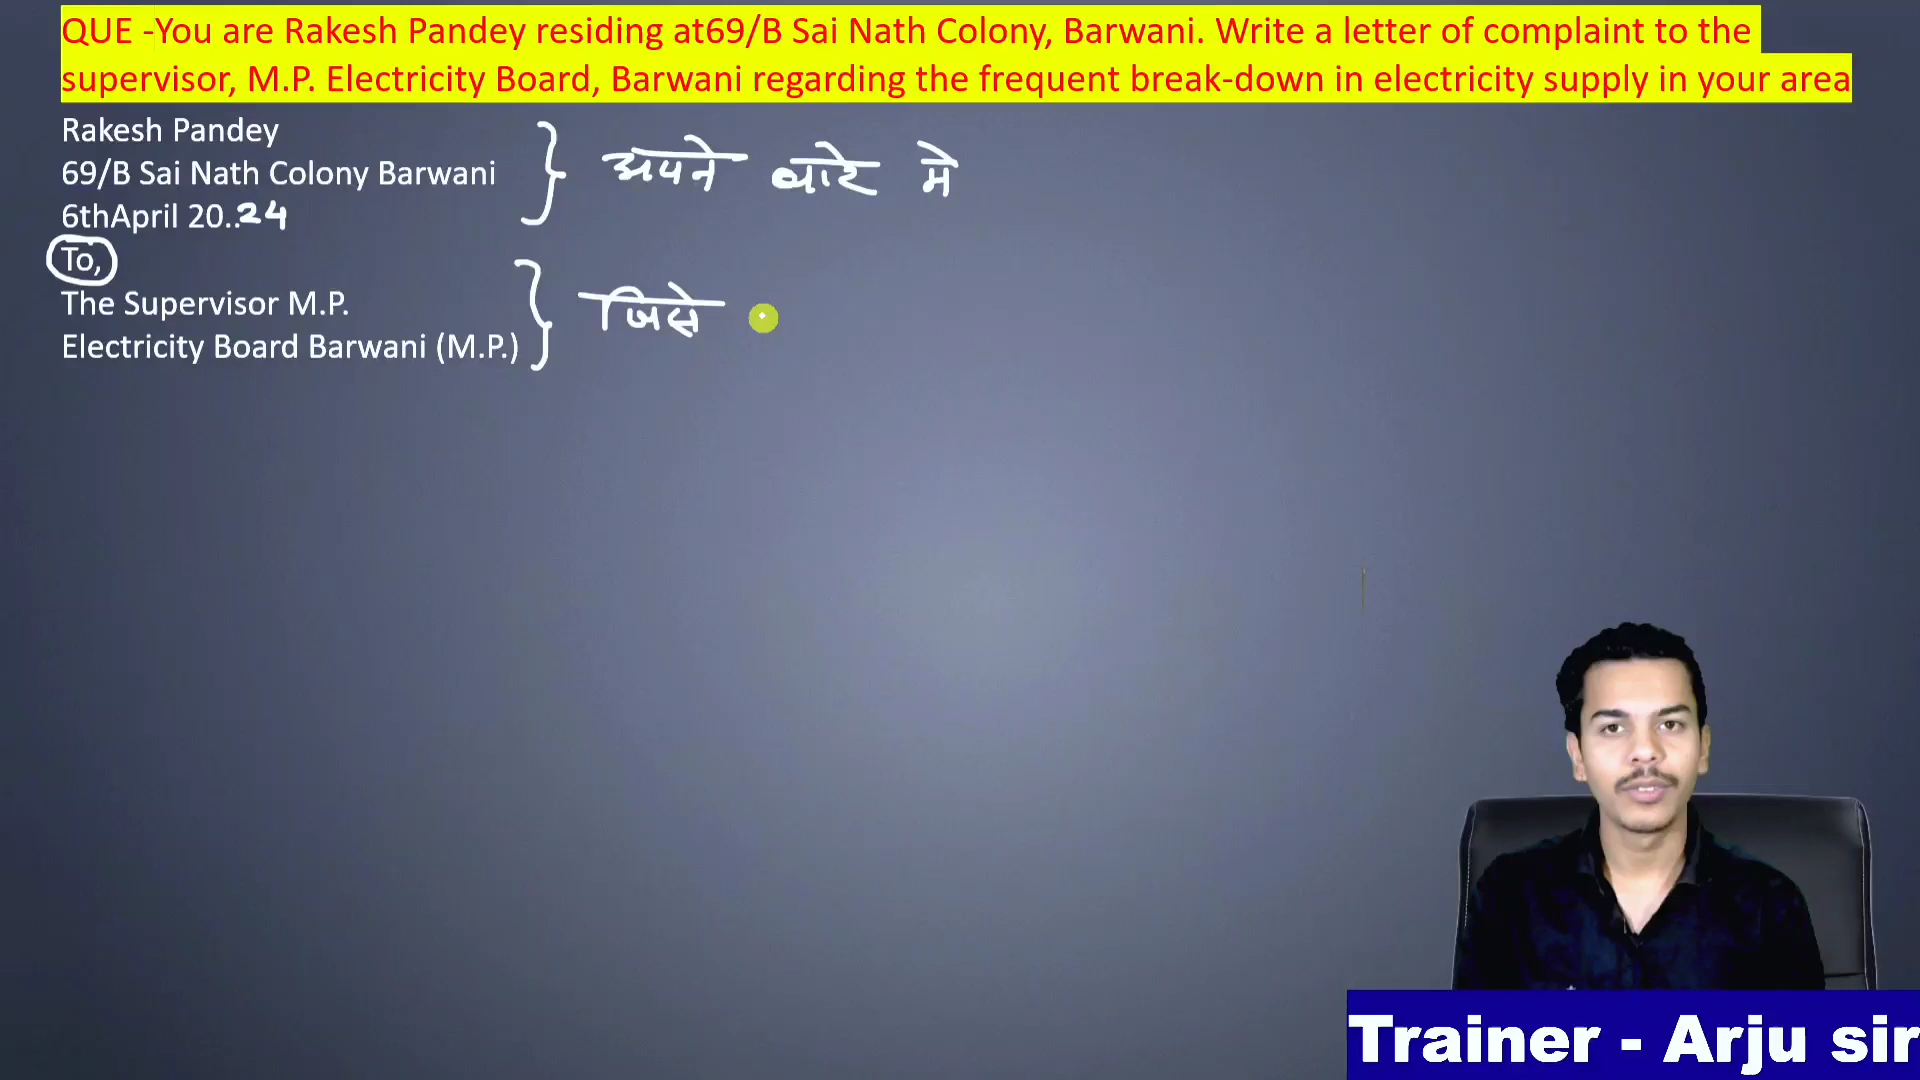 QUE -You are Rakesh Pandey residing at69/B Sai Nath Colony, Barwani. Write a letter of complaint to the
supervisor, M.P. Electricity Board, Barwani regarding the frequent break-down in electricity supply in your area
Rakesh Pandey
69/B Sai Nath Colony Barwani
6thApril 20..24
अपने बारे में
To,
The Supervisor M.P.
Electricity Board Barwani (M.P.)
जिसे
Trainer - Arju sir